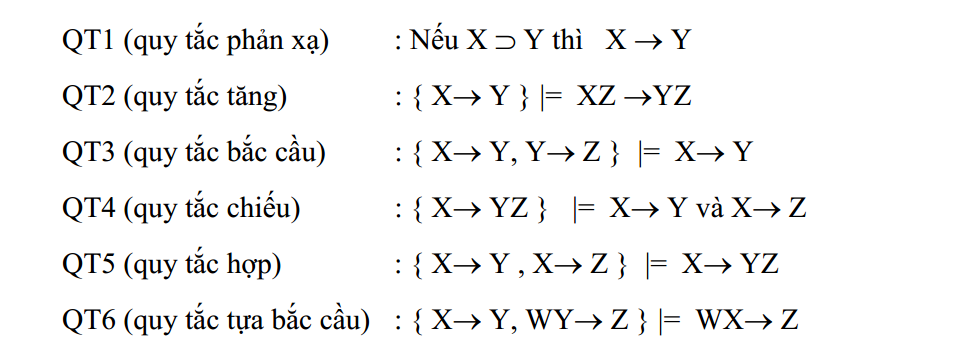 QT1 (quy tắc phản xạ) : Nếu X ⊃ Y thì X → Y
QT2 (quy tắc tăng) : { X→ Y } |= XZ →YZ
QT3 (quy tắc bắc cầu) : { X→ Y, Y→ Z } |= X→ Y
QT4 (quy tắc chiếu) : { X→ YZ } |= X→ Y và X→ Z
QT5 (quy tắc hợp) : { X→ Y , X→ Z } |= X→ YZ
QT6 (quy tắc tựa bắc cầu) : { X→ Y, WY→ Z } |= WX→ Z